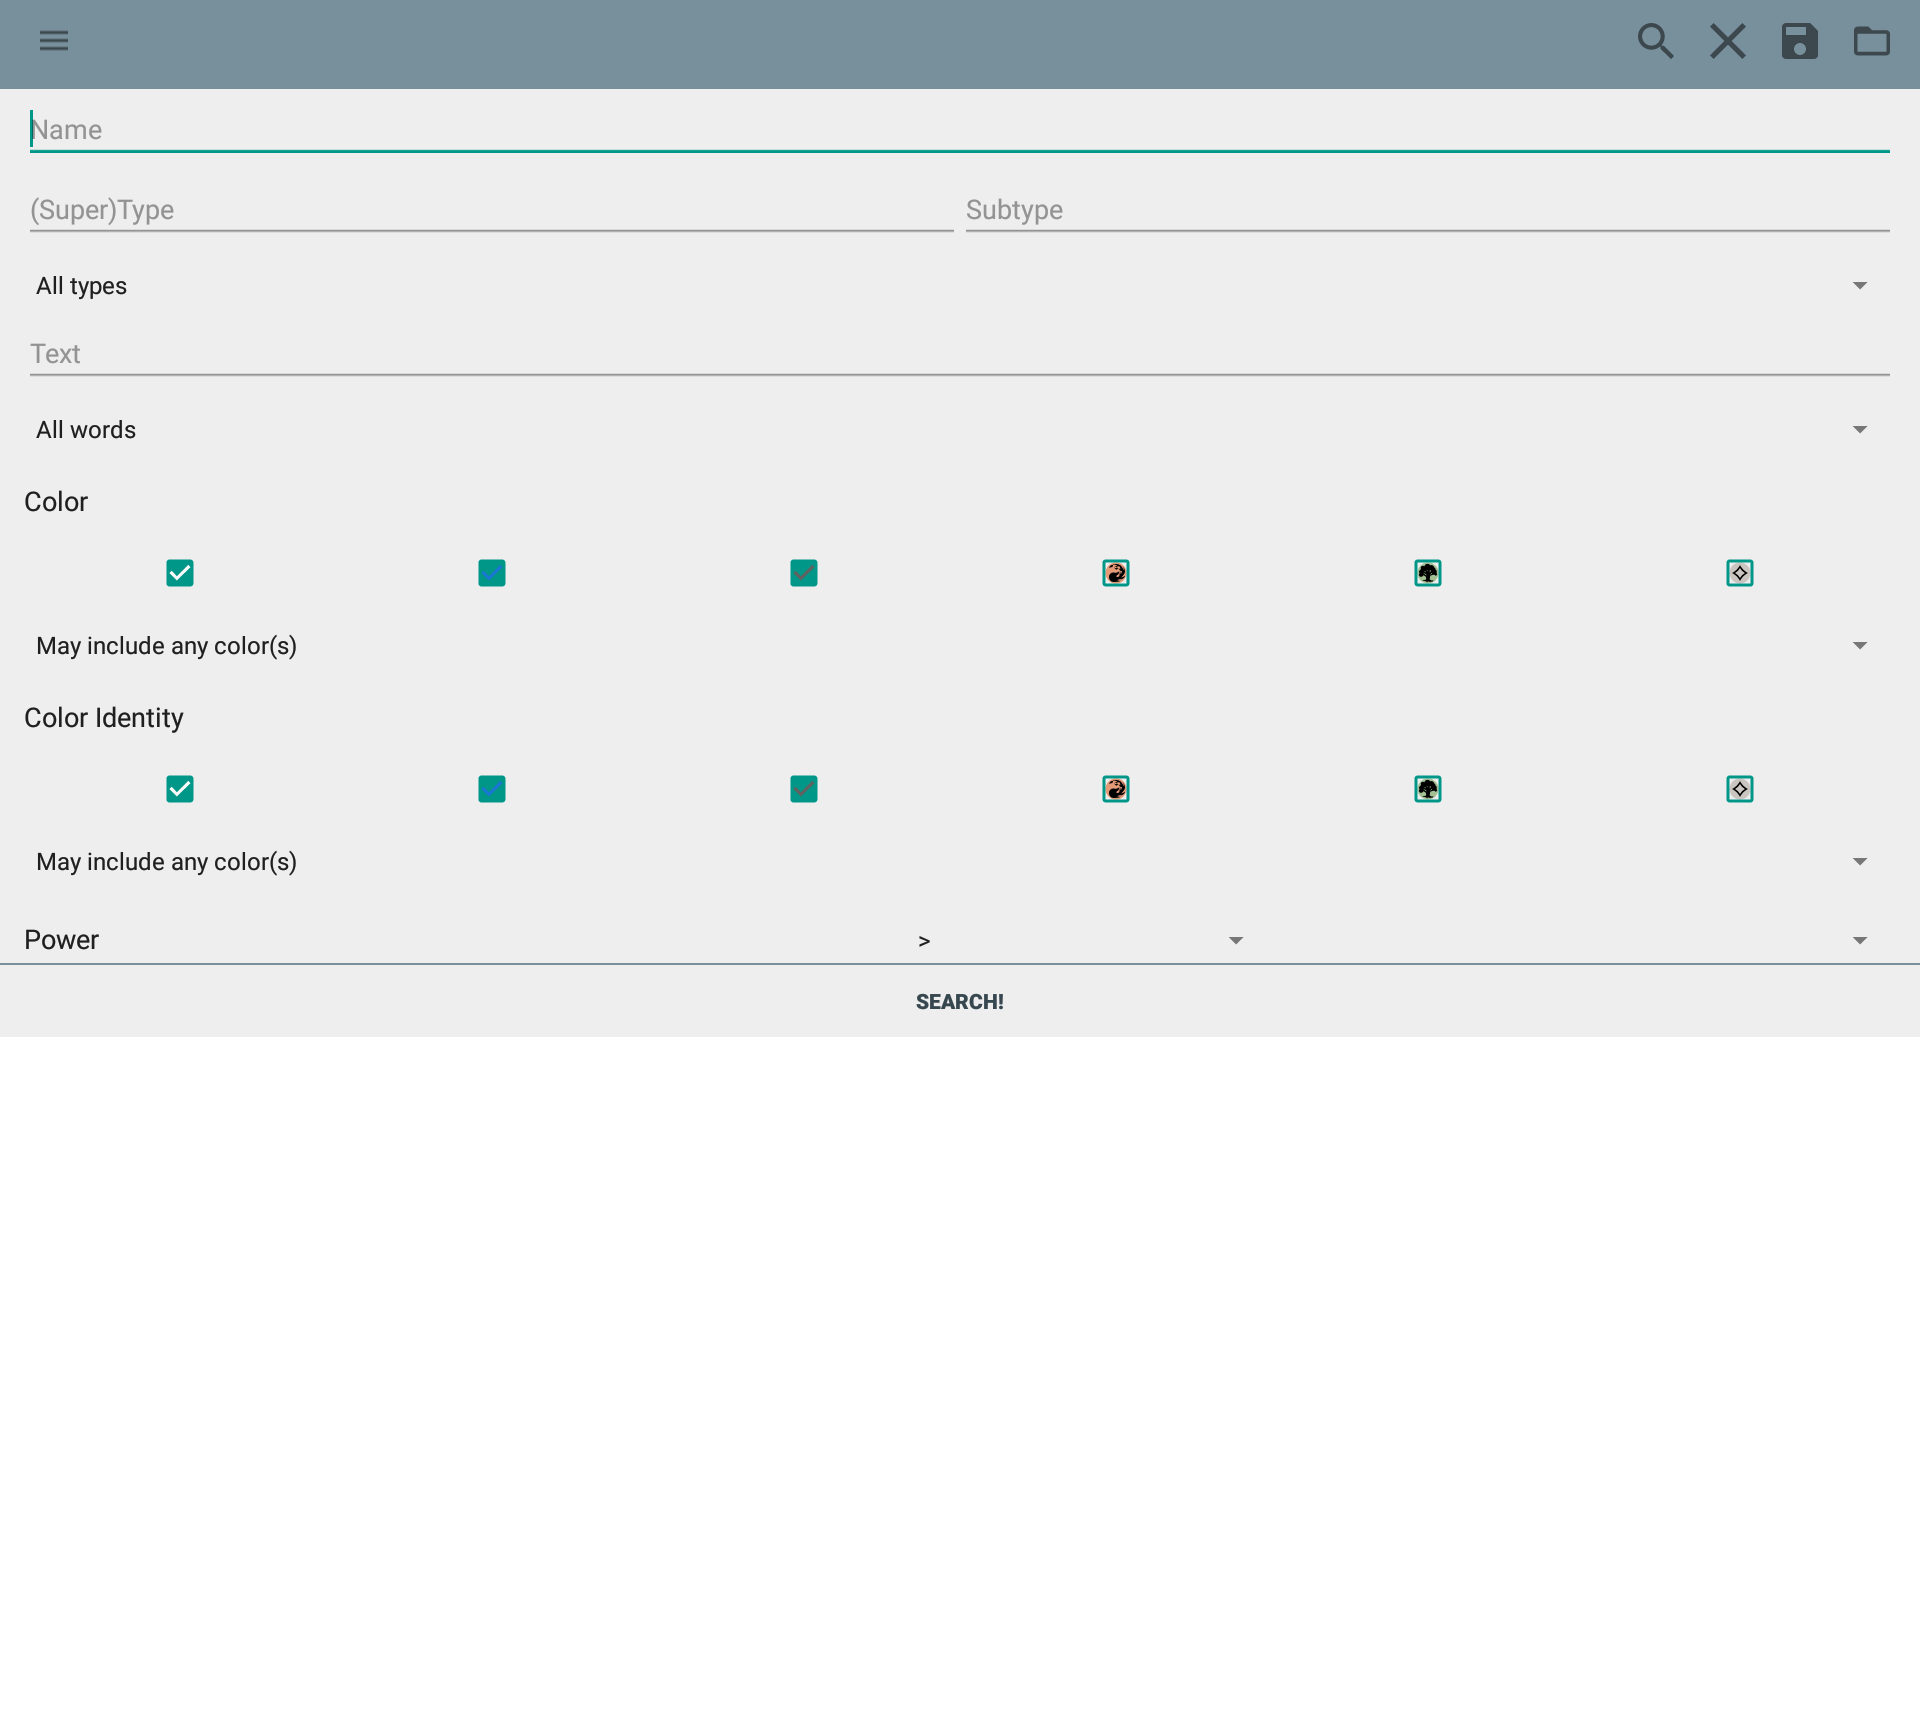 Name
(Super)Type Subtype
All types
Text
All words
Color
May include any color(s)
Color Identity
May include any color(s)
Power >
SEARCH!